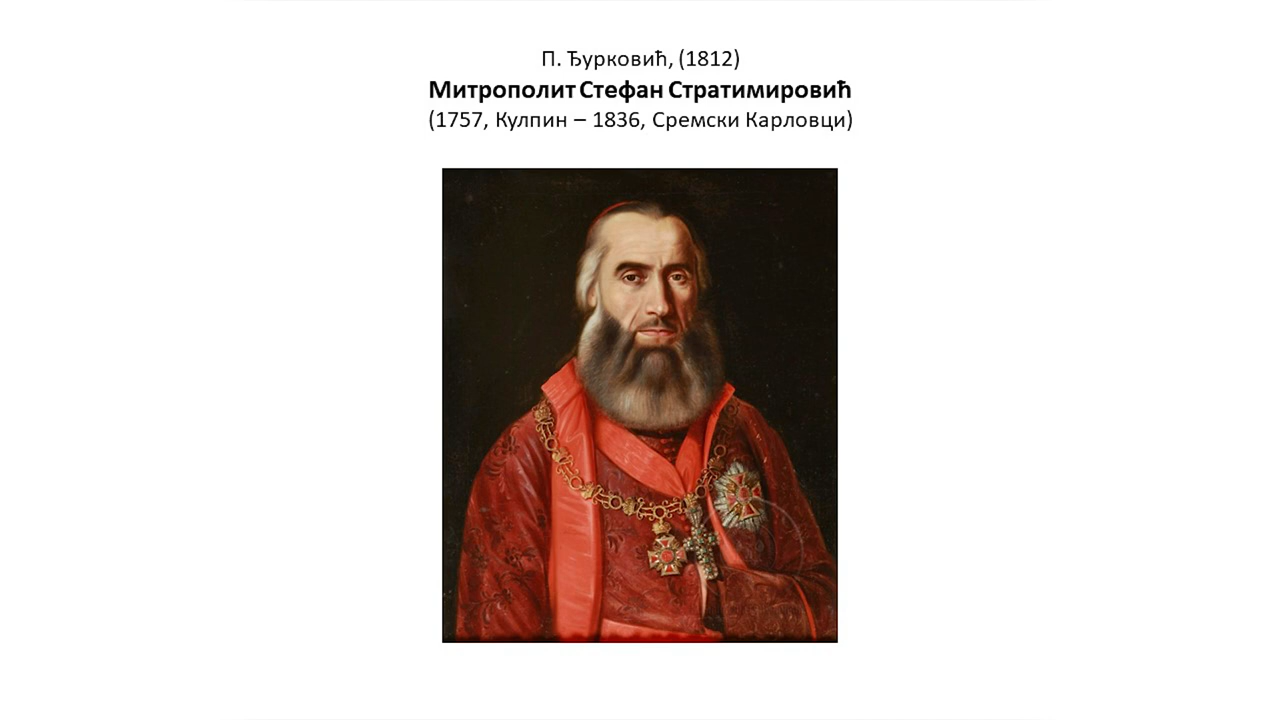 П. Ђурковић, (1812)
Митрополит Стефан Стратимировић
(1757, Кулпин – 1836, Сремски Карловци)